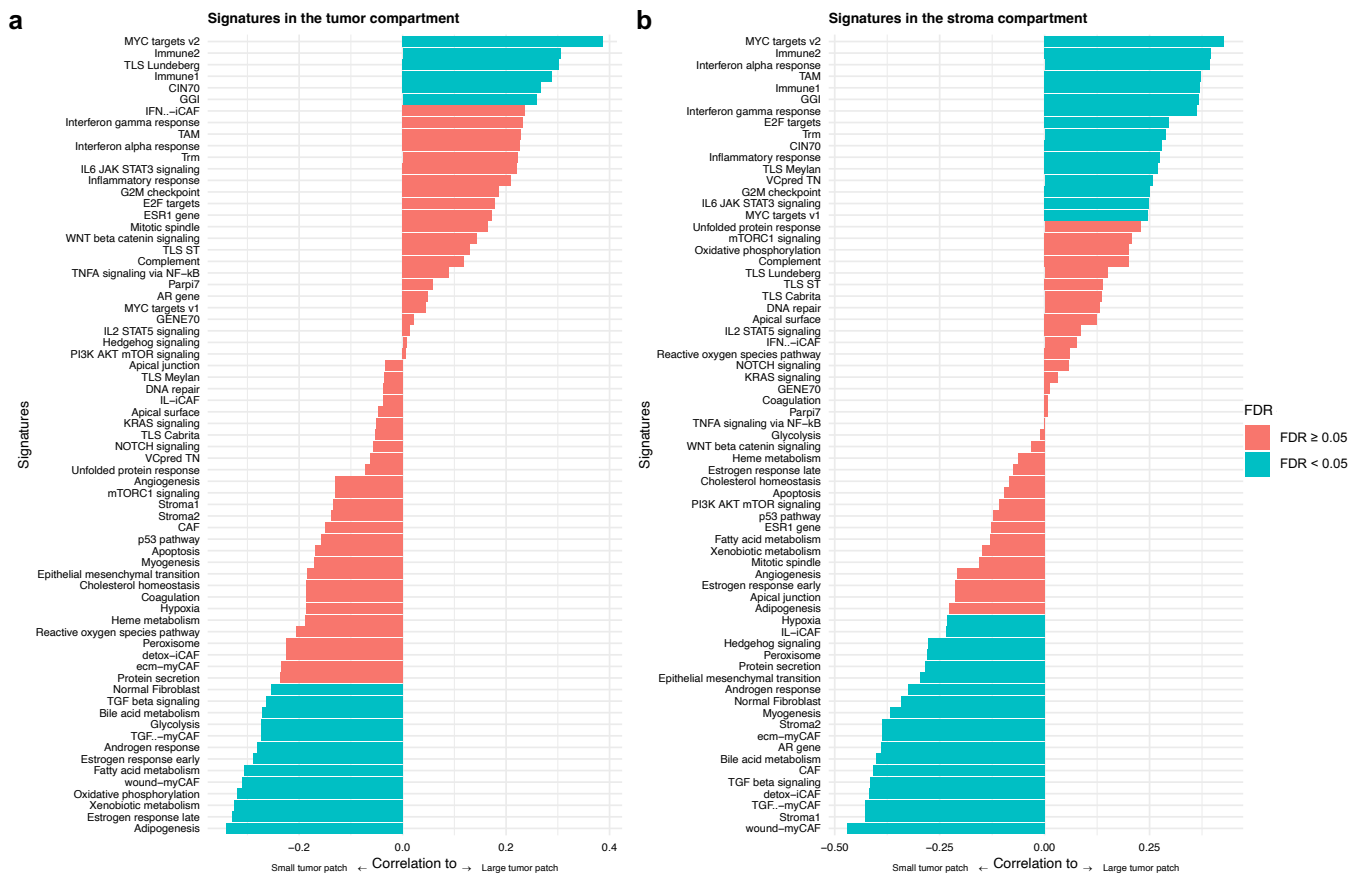 a
Signatures in the tumor compartment
Signatures
MYC targets v2
Immune2
TLS Lundeberg
Immune1
CIN70
GGI
IFN..−iCAF
Interferon gamma response
TAM
Interferon alpha response
Trm
IL6 JAK STAT3 signaling
Inflammatory response
G2M checkpoint
E2F targets
ESR1 gene
Mitotic spindle
WNT beta catenin signaling
TLS ST
Complement
TNFA signaling via NF−kB
Parpi7
AR gene
MYC targets v1
GENE70
IL2 STAT5 signaling
Hedgehog signaling
PI3K AKT mTOR signaling
Apical junction
TLS Meylan
DNA repair
IL−iCAF
Apical surface
KRAS signaling
TLS Cabrita
NOTCH signaling
VCpred TN
Unfolded protein response
Angiogenesis
mTORC1 signaling
Stroma1
Stroma2
CAF
p53 pathway
Apoptosis
Myogenesis
Epithelial mesenchymal transition
Cholesterol homeostasis
Coagulation
Hypoxia
Heme metabolism
Reactive oxygen species pathway
Peroxisome
detox−iCAF
ecm−myCAF
Protein secretion
Normal Fibroblast
TGF beta signaling
Bile acid metabolism
Glycolysis
TGF..−myCAF
Androgen response
Estrogen response early
Fatty acid metabolism
wound−myCAF
Oxidative phosphorylation
Xenobiotic metabolism
Estrogen response late
Adipogenesis
−0.2 0.0 0.2 0.4
Small tumor patch ← Correlation to → Large tumor patch
b
Signatures in the stroma compartment
Signatures
MYC targets v2
Immune2
Interferon alpha response
TAM
Immune1
GGI
Interferon gamma response
E2F targets
Trm
CIN70
Inflammatory response
TLS Meylan
VCpred TN
G2M checkpoint
IL6 JAK STAT3 signaling
MYC targets v1
Unfolded protein response
mTORC1 signaling
Oxidative phosphorylation
Complement
TLS Lundeberg
TLS ST
TLS Cabrita
DNA repair
Apical surface
IL2 STAT5 signaling
IFN..−iCAF
Reactive oxygen species pathway
NOTCH signaling
KRAS signaling
GENE70
Coagulation
Parpi7
TNFA signaling via NF−kB
Glycolysis
WNT beta catenin signaling
Heme metabolism
Estrogen response late
Cholesterol homeostasis
Apoptosis
PI3K AKT mTOR signaling
p53 pathway
ESR1 gene
Fatty acid metabolism
Xenobiotic metabolism
Mitotic spindle
Angiogenesis
Estrogen response early
Apical junction
Adipogenesis
Hypoxia
IL−iCAF
Hedgehog signaling
Peroxisome
Protein secretion
Epithelial mesenchymal transition
Androgen response
Normal Fibroblast
Myogenesis
Stroma2
ecm−myCAF
AR gene
Bile acid metabolism
CAF
TGF beta signaling
detox−iCAF
TGF..−myCAF
Stroma1
wound−myCAF
−0.50 −0.25 0.00 0.25
Small tumor patch ← Correlation to → Large tumor patch
FDR
FDR ≥ 0.05
FDR < 0.05